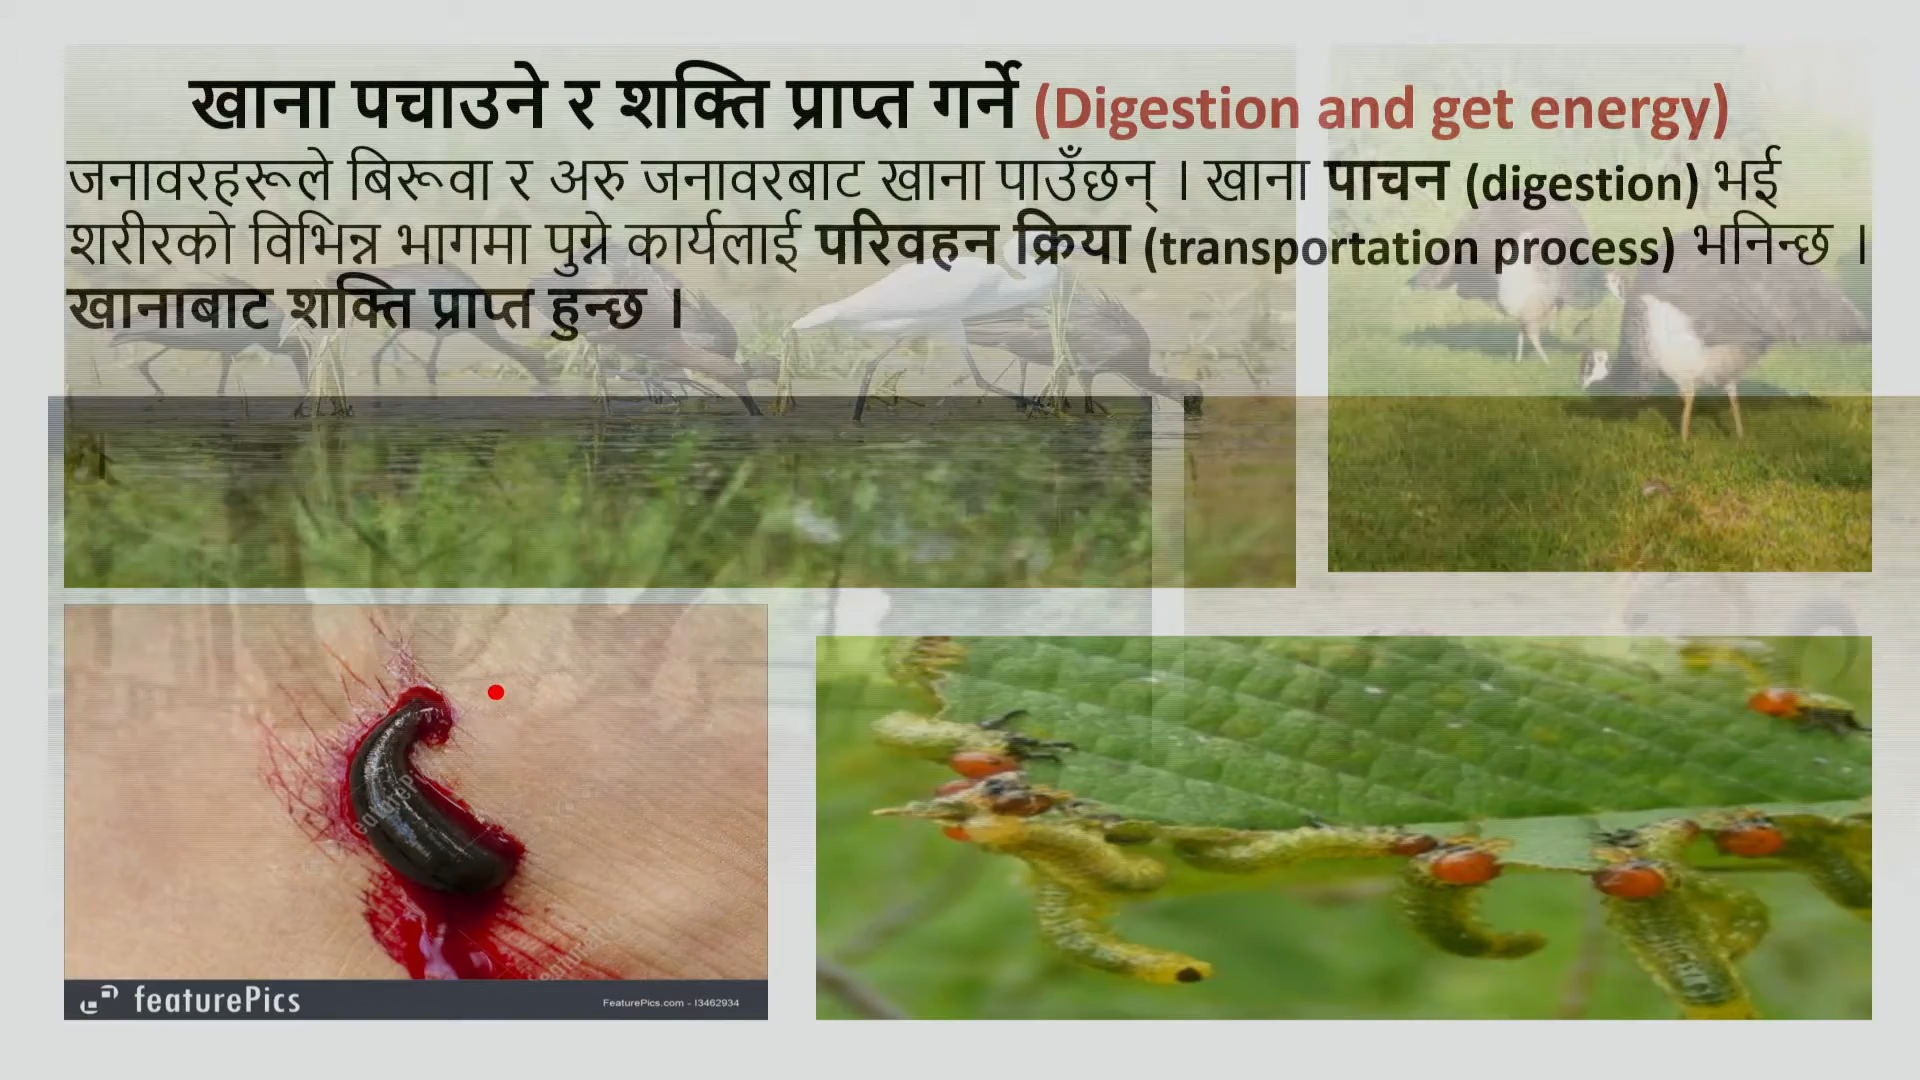 खाना पचाउने र शक्ति प्राप्त गर्ने (Digestion and get energy)
जनावरहरूले बिरूवा र अरु जनावरबाट खाना पाउँछन् । खाना पाचन (digestion) भई
शरीरको विभिन्न भागमा पुग्ने कार्यलाई परिवहन क्रिया (transportation process) भनिन्छ ।
खानाबाट शक्ति प्राप्त हुन्छ ।
featurePics
FeaturePics.com - I3462934